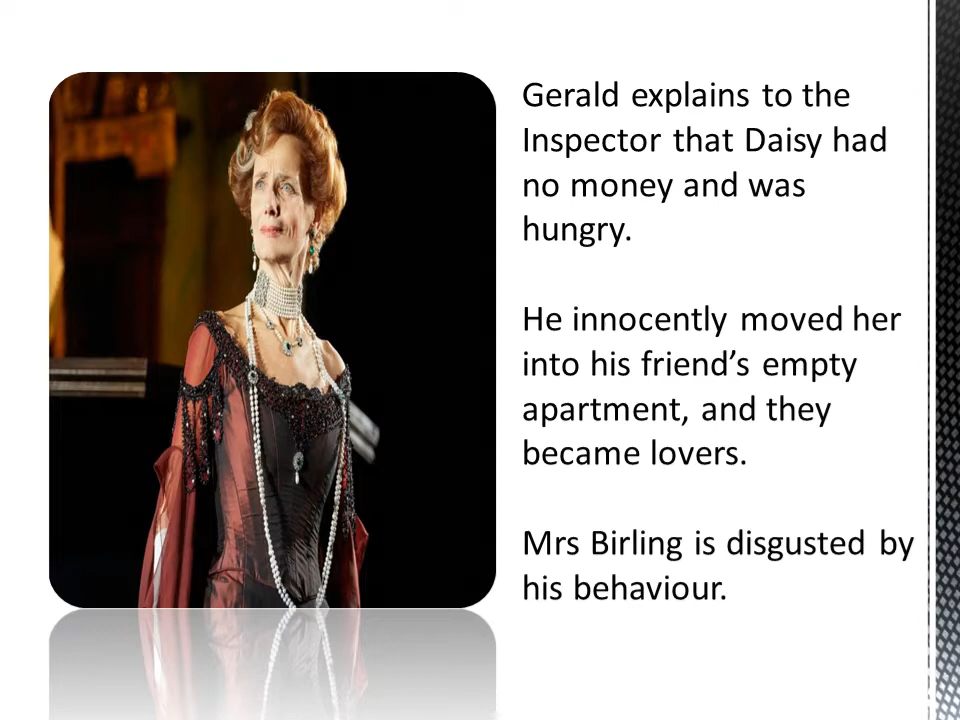 Gerald explains to the
Inspector that Daisy had
no money and was
hungry.
He innocently moved her
into his friend’s empty
apartment, and they
became lovers.
Mrs Birling is disgusted by
his behaviour.